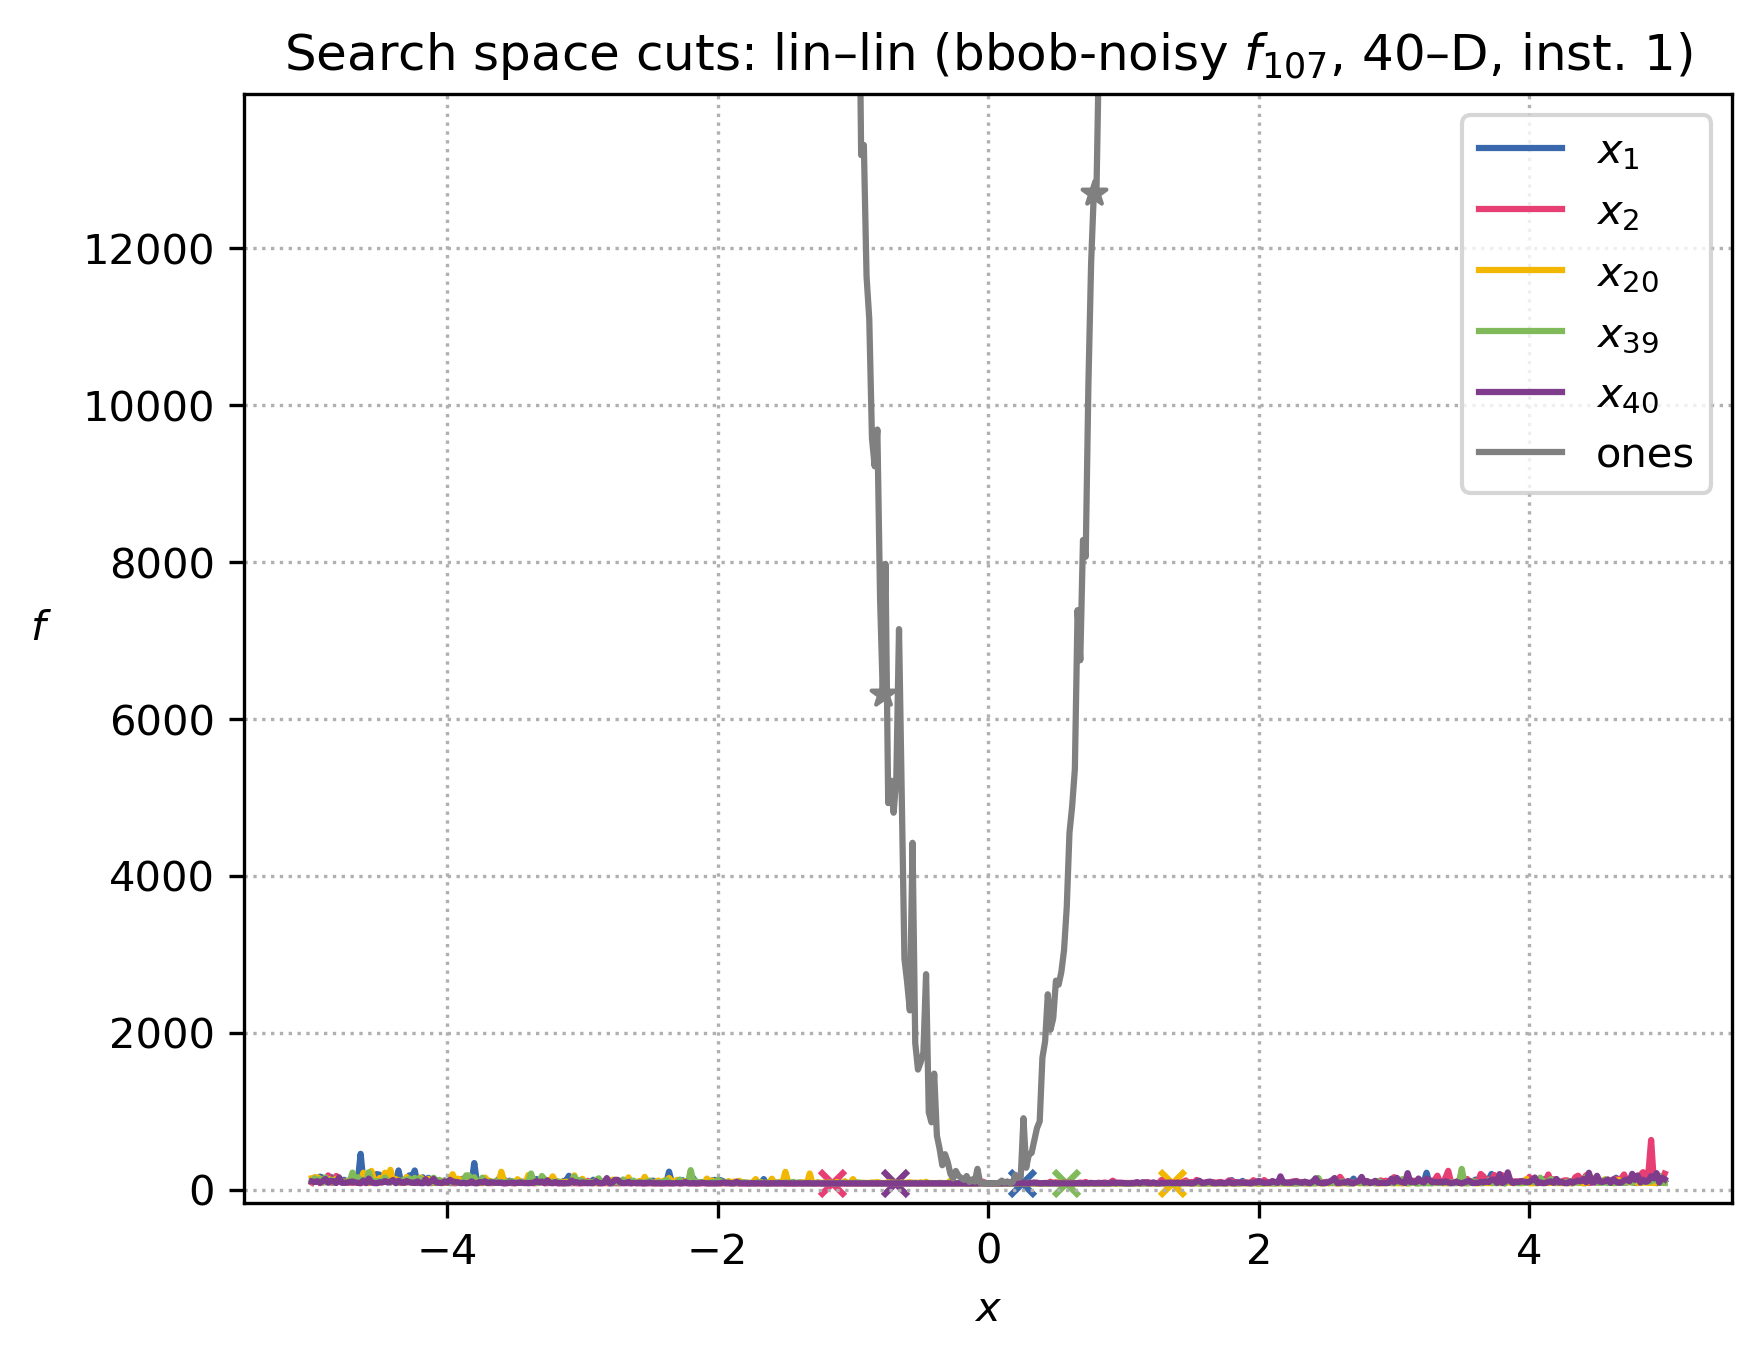 Search space cuts: lin–lin (bbob-noisy f107, 40–D, inst. 1)
x1
x2
x20
x39
x40
ones
12000
10000
8000
6000
4000
2000
0
f
−4 −2 0 2 4
x